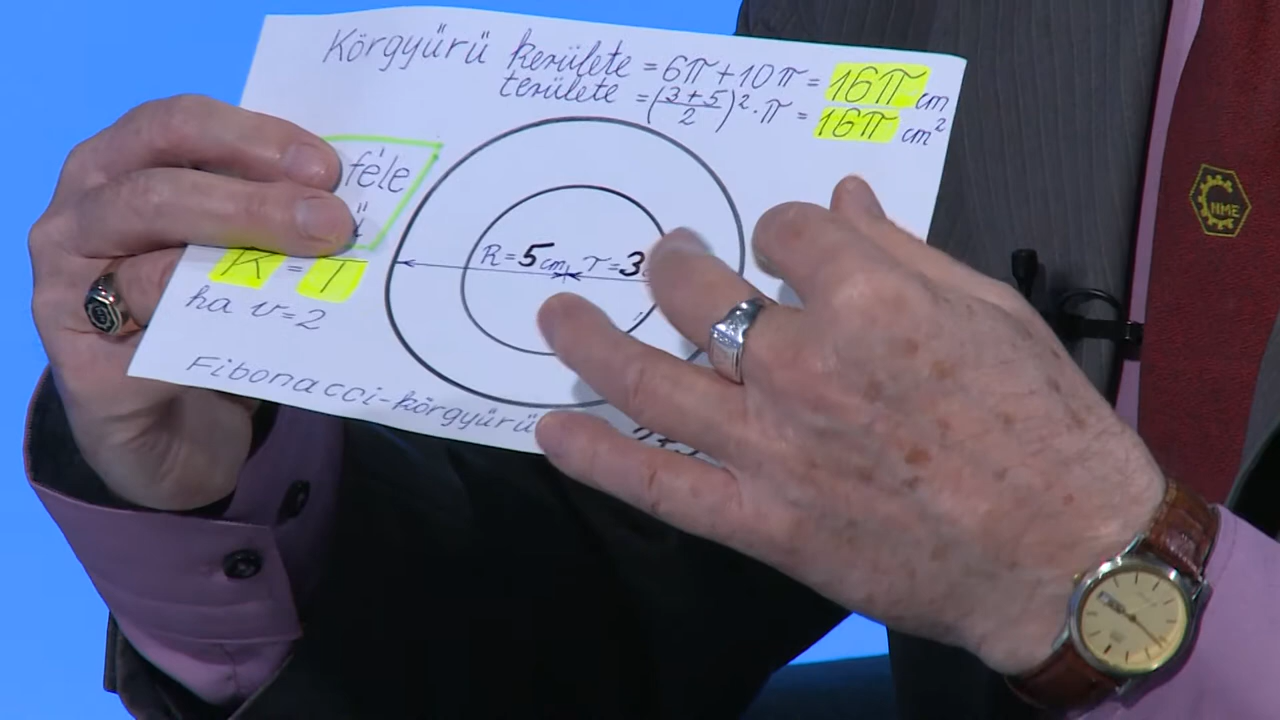 Körgyűrű kerülete = 6π + 10π = 16π cm
területe = (3+5/2)² · π = 16π cm²
féle
R = 5 cm r = 3
K = T
ha v = 2
Fibonacci-körgyűrű
NME